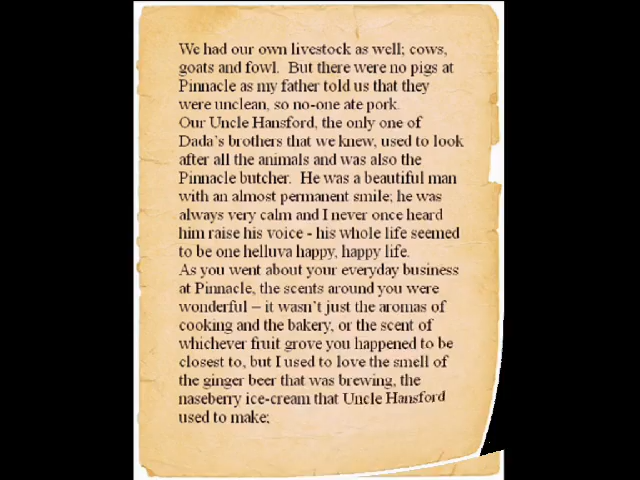 We had our own livestock as well; cows,
goats and fowl.  But there were no pigs at
Pinnacle as my father told us that they
were unclean, so no-one ate pork.
Our Uncle Hansford, the only one of
Dada's brothers that we knew, used to look
after all the animals and was also the
Pinnacle butcher.  He was a beautiful man
with an almost permanent smile; he was
always very calm and I never once heard
him raise his voice - his whole life seemed
to be one helluva happy, happy life.
As you went about your everyday business
at Pinnacle, the scents around you were
wonderful – it wasn't just the aromas of
cooking and the bakery, or the scent of
whichever fruit grove you happened to be
closest to, but I used to love the smell of
the ginger beer that was brewing, the
naseberry ice-cream that Uncle Hansford
used to make;